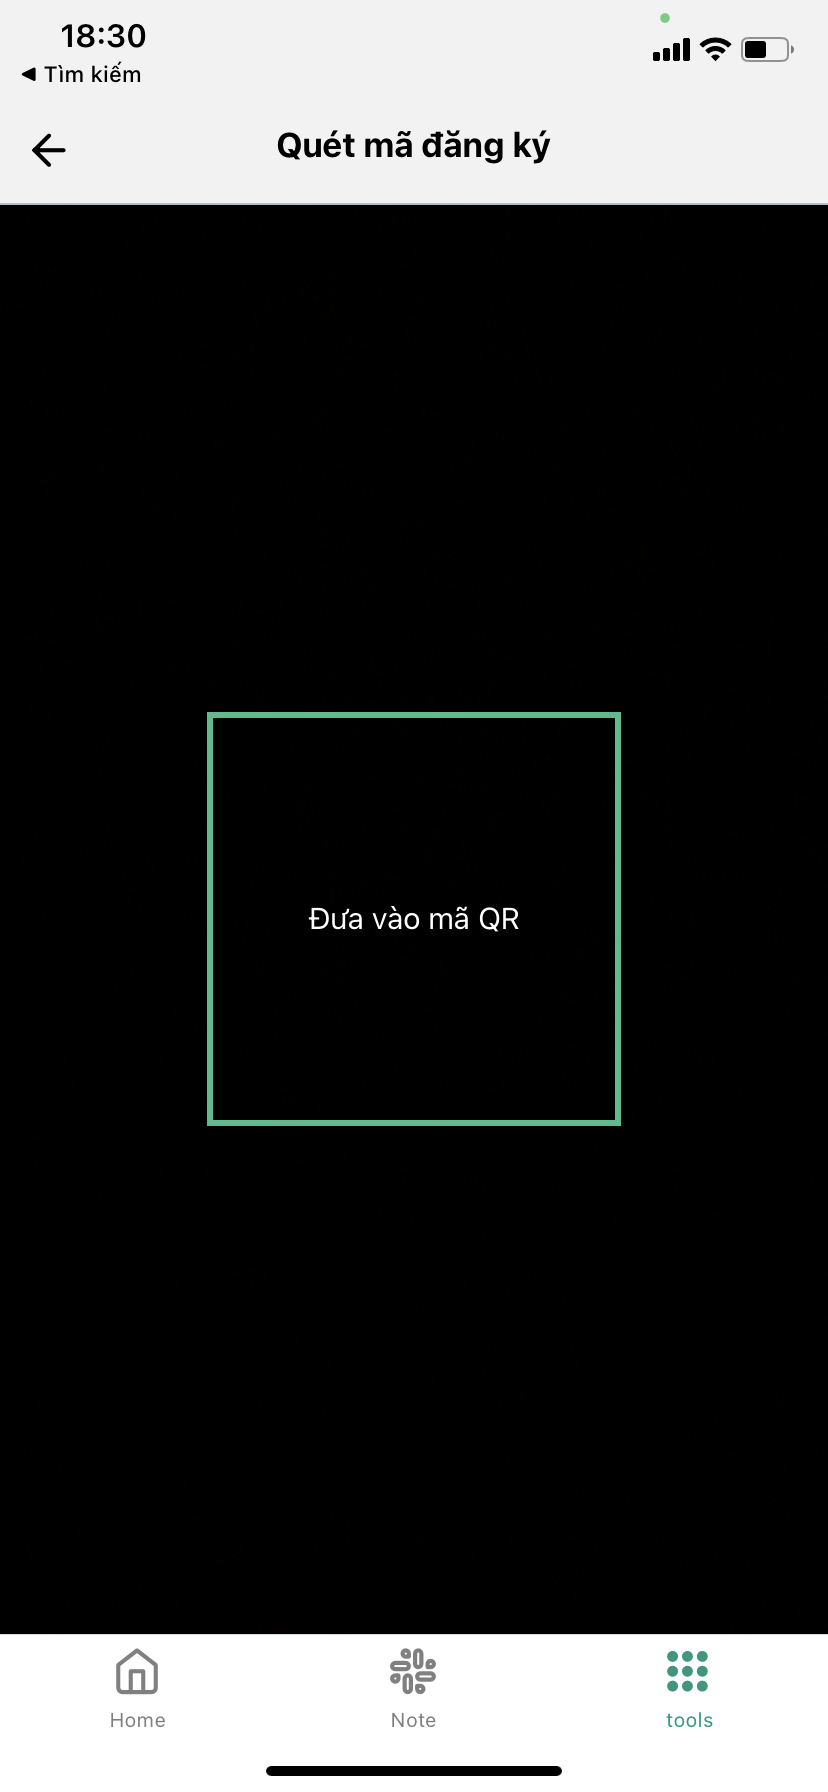 18:30
◀ Tìm kiếm
Quét mã đăng ký
Đưa vào mã QR
Home
Note
tools